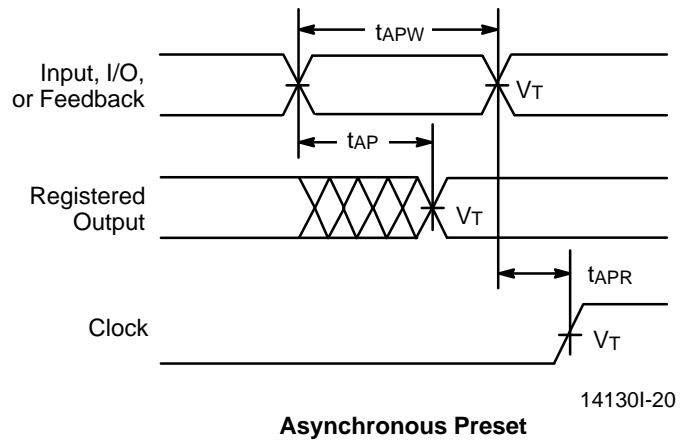 tAPW
Input, I/O,
or Feedback
VT
tAP
Registered
Output
VT
tAPR
Clock
VT
14130I-20
Asynchronous Preset